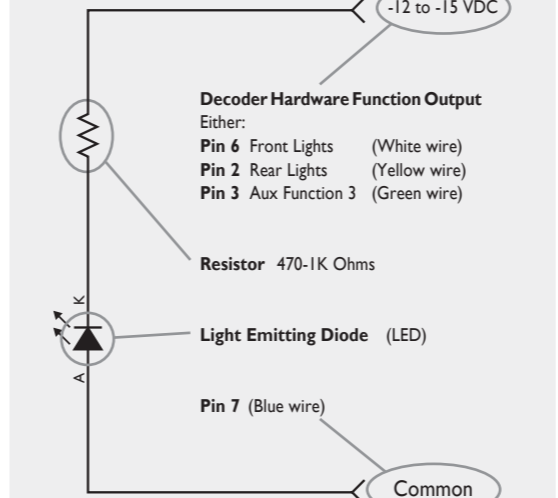 -12 to -15 VDC
Decoder Hardware Function Output
Either:
Pin 6 Front Lights (White wire)
Pin 2 Rear Lights (Yellow wire)
Pin 3 Aux Function 3 (Green wire)
Resistor 470-1K Ohms
K
Light Emitting Diode (LED)
A
Pin 7 (Blue wire)
Common